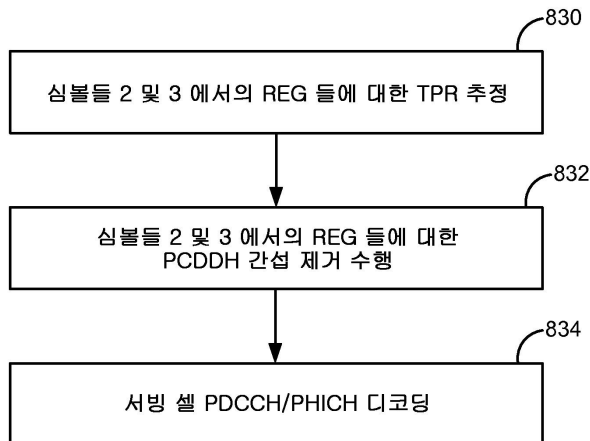 830
심볼들 2 및 3 에서의 REG 들에 대한 TPR 추정
832
심볼들 2 및 3 에서의 REG 들에 대한
PCDDH 간섭 제거 수행
834
서빙 셀 PDCCH/PHICH 디코딩